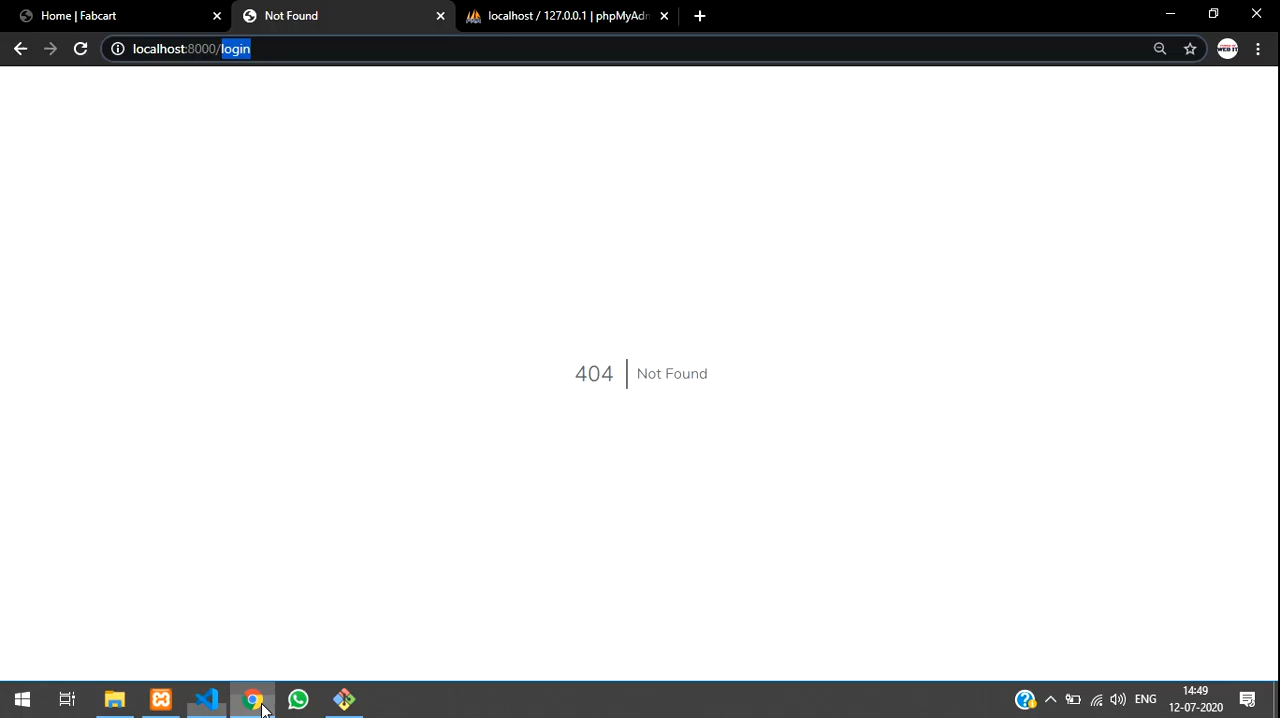 Home | Fabcart
Not Found
localhost / 127.0.0.1 | phpMyAdn
localhost:8000/login
404
Not Found
ENG
14:49
12-07-2020